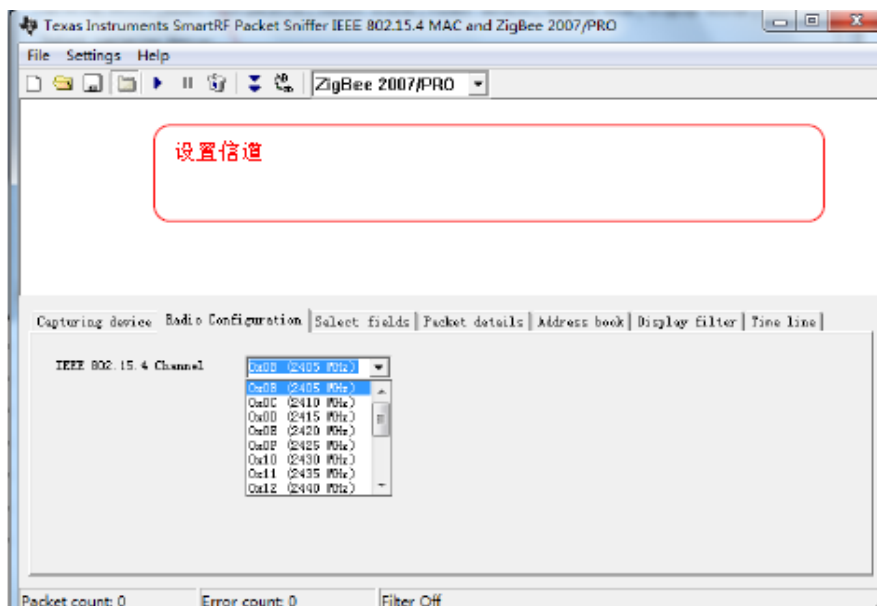 Texas Instruments SmartRF Packet Sniffer IEEE 802.15.4 MAC and ZigBee 2007/PRO
File Settings Help
ZigBee 2007/PRO
设置信道
Capturing device Radio Configuration Select fields Packet details Address book Display filter Time line
IEEE 802.15.4 Channel 0x0B (2405 MHz)
0x0B (2405 MHz)
0x0C (2410 MHz)
0x0D (2415 MHz)
0x0E (2420 MHz)
0x0F (2425 MHz)
0x10 (2430 MHz)
0x11 (2435 MHz)
0x12 (2440 MHz)
Packet count: 0 Error count: 0 Filter Off